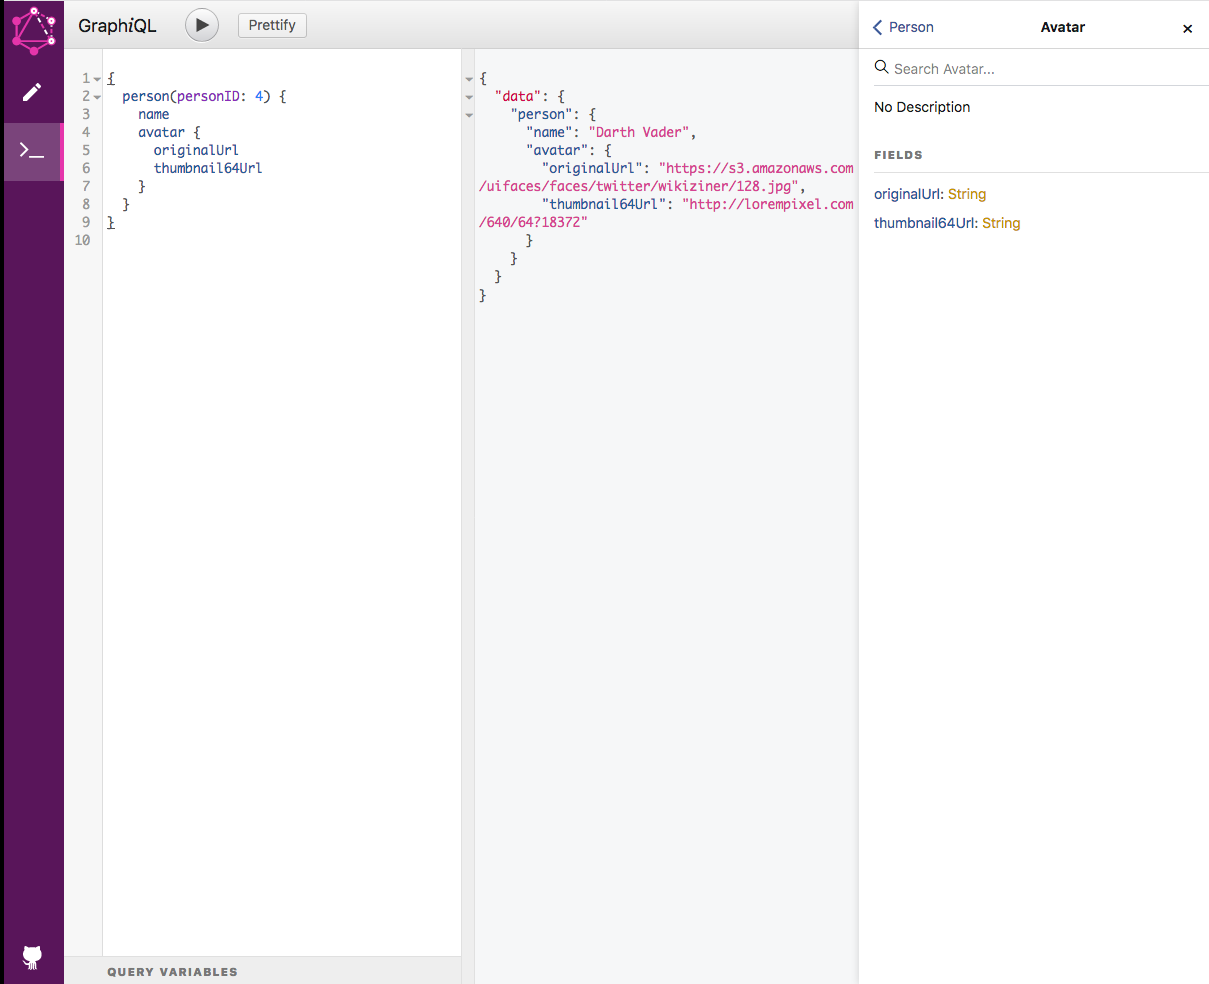 GraphiQL
Prettify
1 {
2 person(personID: 4) {
3 name
4 avatar {
5 originalUrl
6 thumbnail64Url
7 }
8 }
9 }
10
{
"data": {
"person": {
"name": "Darth Vader",
"avatar": {
"originalUrl": "https://s3.amazonaws.com
/uifaces/faces/twitter/wikiziner/128.jpg",
"thumbnail64Url": "http://lorempixel.com
/640/64?18372"
}
}
}
}
QUERY VARIABLES
Person
Avatar
Search Avatar...
No Description
FIELDS
originalUrl: String
thumbnail64Url: String